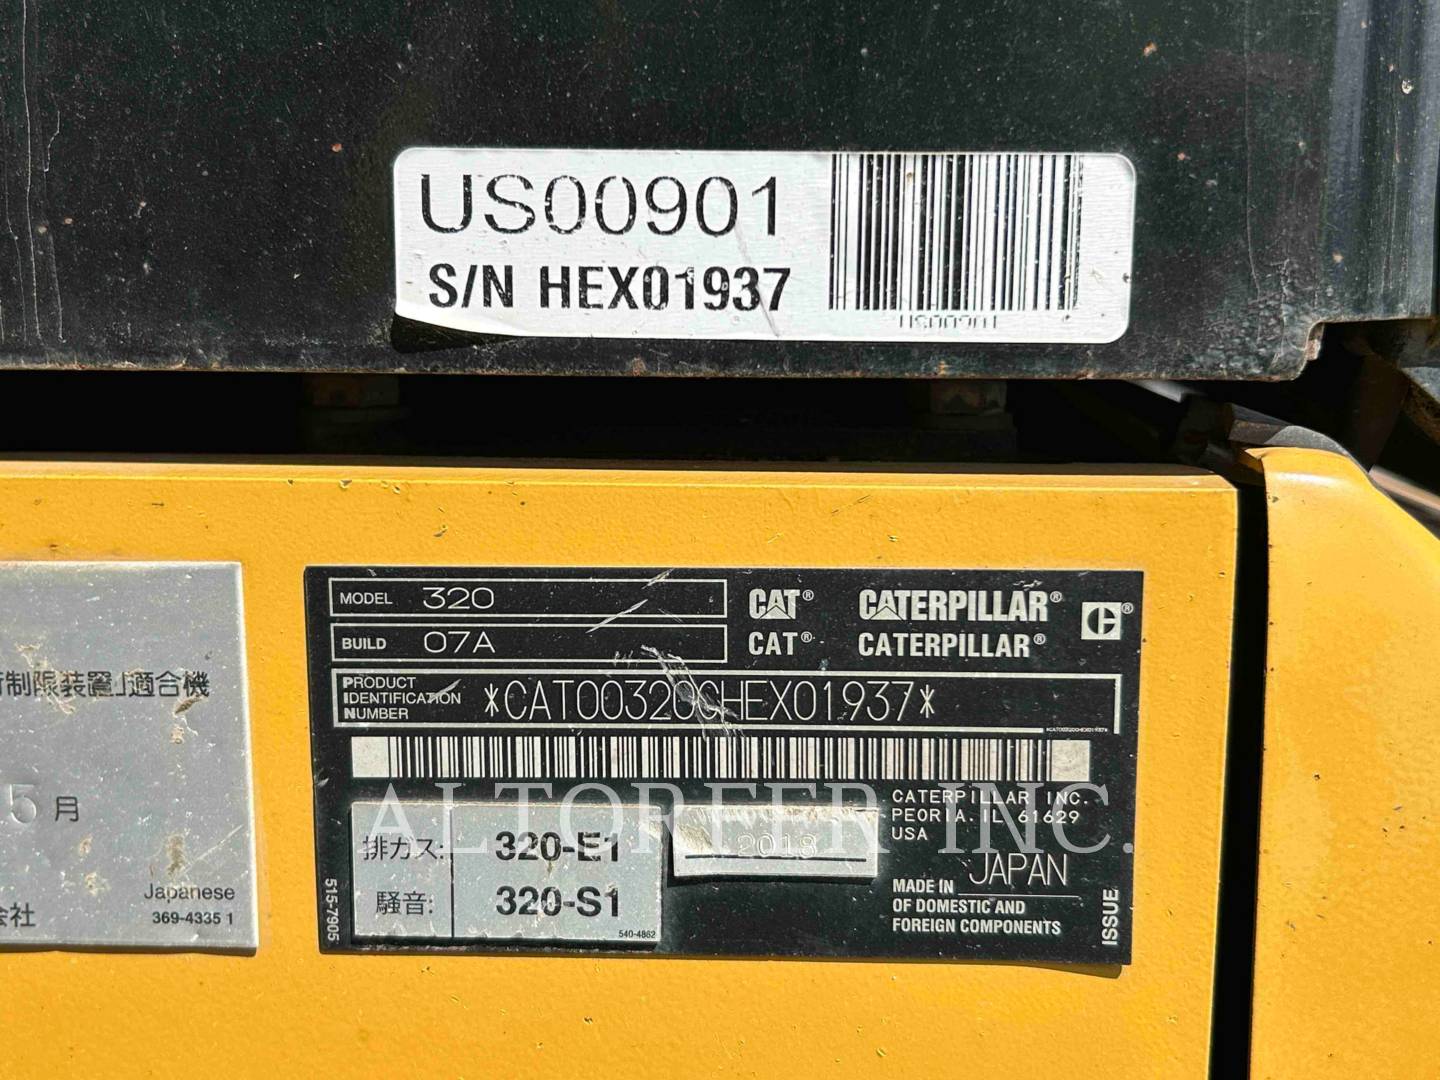 US00901
S/N HEX01937
US00901
MODEL 320
BUILD 07A
CAT® CATERPILLAR® C®
CAT® CATERPILLAR®
PRODUCT IDENTIFICATION NUMBER *CAT00320CHEX01937*
*CAT00320CHEX01937*
制限装置」適合機
5月
Japanese
369-4335 1
会社
排ガス: 320-E1
騒音: 320-S1
540-4862
515-7905
2018
CATERPILLAR INC.
PEORIA, IL 61629
USA
MADE IN JAPAN
OF DOMESTIC AND
FOREIGN COMPONENTS
ISSUE
ALTORFER INC.